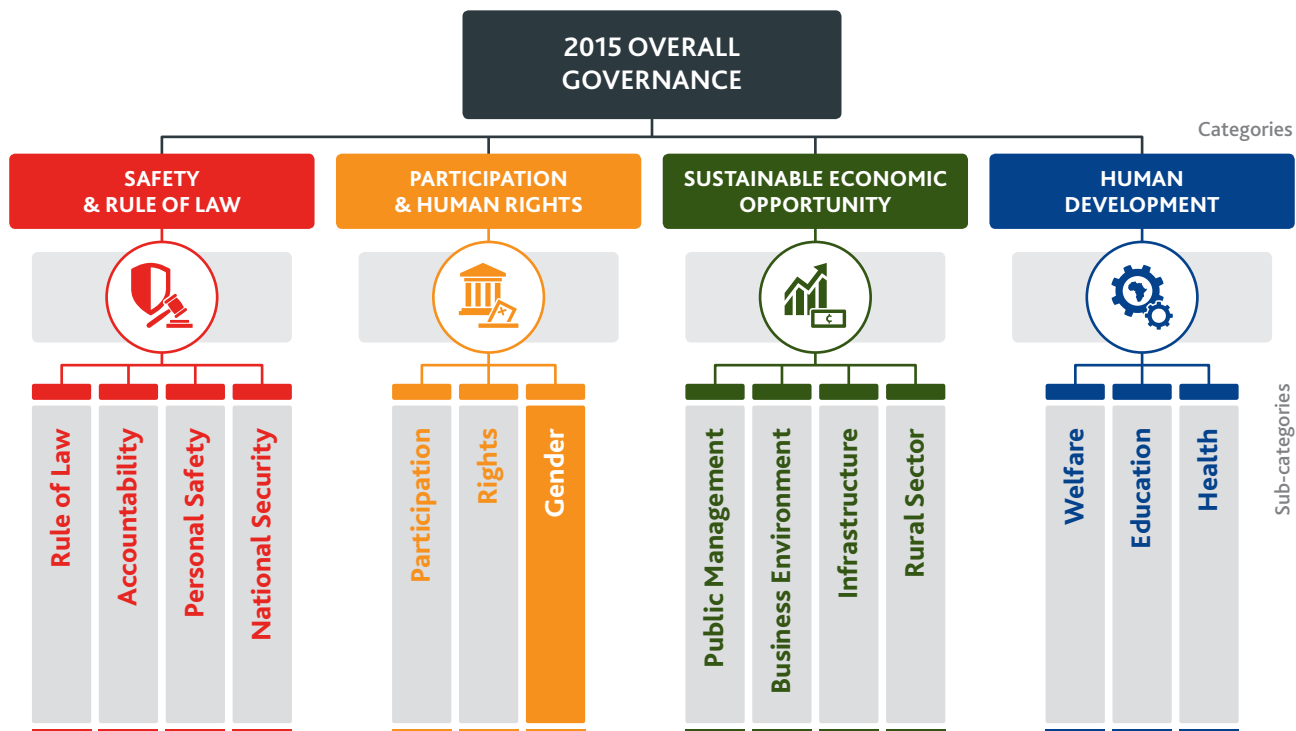 2015 OVERALL
GOVERNANCE
Categories
SAFETY
& RULE OF LAW
PARTICIPATION
& HUMAN RIGHTS
SUSTAINABLE ECONOMIC
OPPORTUNITY
HUMAN
DEVELOPMENT
¢
Rule of Law
Accountability
Personal Safety
National Security
Participation
Rights
Gender
Public Management
Business Environment
Infrastructure
Rural Sector
Welfare
Education
Health
Sub-categories